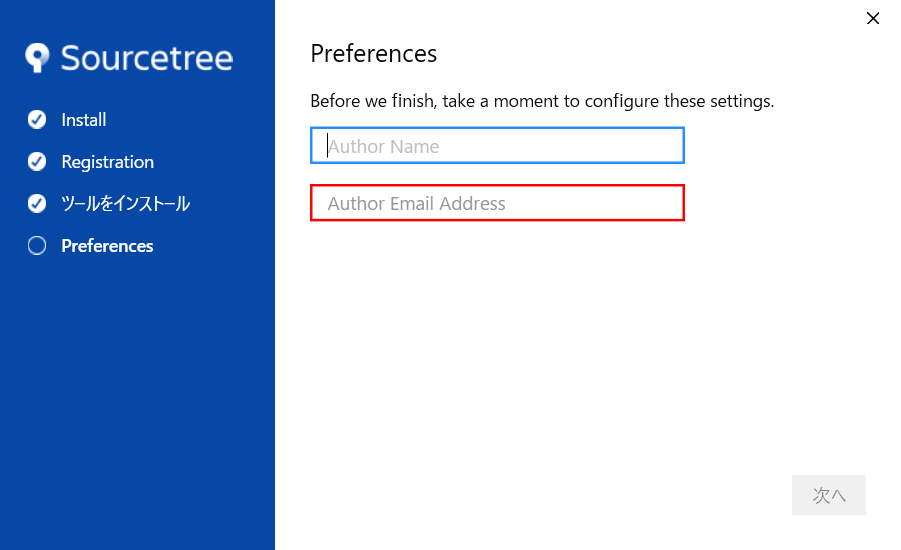 Sourcetree
Install
Registration
ツールをインストール
Preferences
Preferences
Before we finish, take a moment to configure these settings.
Author Name
Author Email Address
次へ